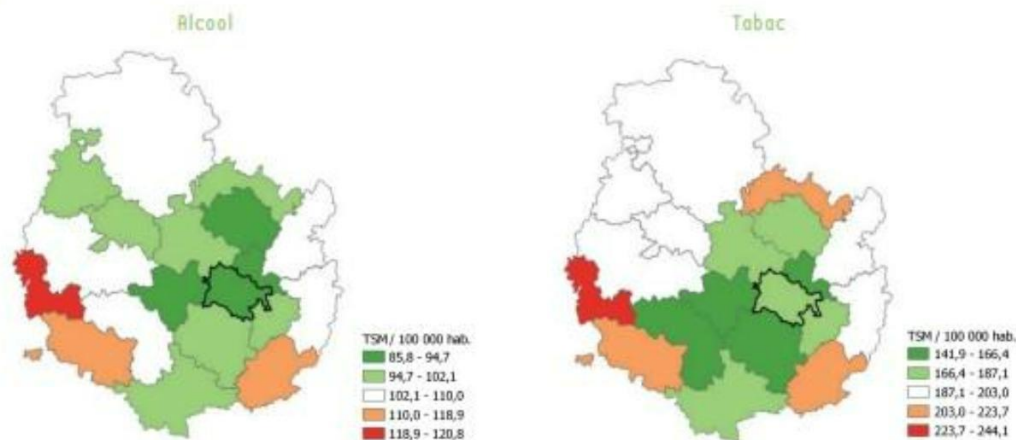 Alcool
Tabac
TSM / 100 000 hab.
85,8 - 94,7
94,7 - 102,1
102,1 - 110,0
110,0 - 118,9
118,9 - 120,8
TSM / 100 000 hab.
141,9 - 166,4
166,4 - 187,1
187,1 - 203,0
203,0 - 223,7
223,7 - 244,1